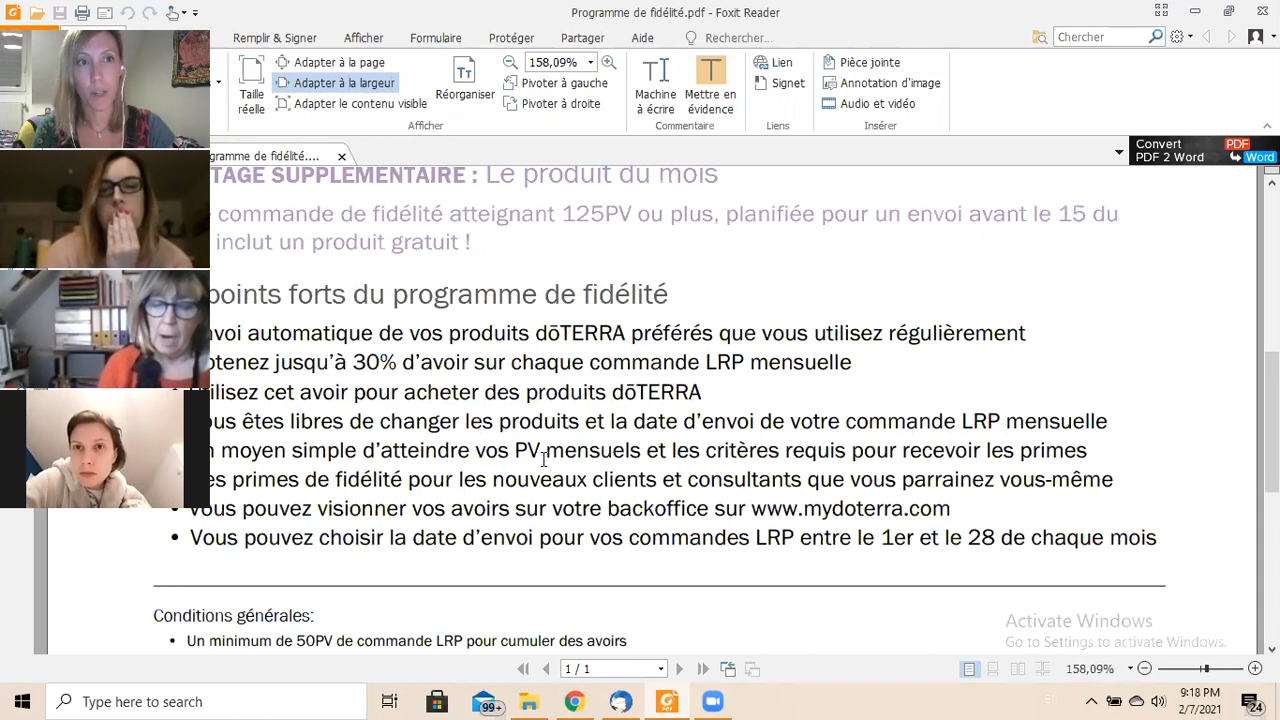 Programme de fidélité.pdf - Foxit Reader
Remplir & Signer Afficher Formulaire Protéger Partager Aide Rechercher... Chercher
Taille réelle
Adapter à la page
Adapter à la largeur
Adapter le contenu visible
Réorganiser
158,09%
Pivoter à gauche
Pivoter à droite
Afficher
Machine à écrire
Mettre en évidence
Commentaire
Lien
Signet
Liens
Pièce jointe
Annotation d'image
Audio et vidéo
Insérer
gramme de fidélité....
Convert PDF
PDF 2 Word Word
TAGE SUPPLEMENTAIRE : Le produit du mois
commande de fidélité atteignant 125PV ou plus, planifiée pour un envoi avant le 15 du
inclut un produit gratuit !
points forts du programme de fidélité
nvoi automatique de vos produits dōTERRA préférés que vous utilisez régulièrement
btenez jusqu'à 30% d'avoir sur chaque commande LRP mensuelle
tilisez cet avoir pour acheter des produits dōTERRA
ous êtes libres de changer les produits et la date d'envoi de votre commande LRP mensuelle
n moyen simple d'atteindre vos PV mensuels et les critères requis pour recevoir les primes
es primes de fidélité pour les nouveaux clients et consultants que vous parrainez vous-même
• Vous pouvez visionner vos avoirs sur votre backoffice sur www.mydoterra.com
• Vous pouvez choisir la date d'envoi pour vos commandes LRP entre le 1er et le 28 de chaque mois
Conditions générales:
• Un minimum de 50PV de commande LRP pour cumuler des avoirs
Activate Windows
Go to Settings to activate Windows.
1 / 1
158,09%
Type here to search
99+
9:18 PM
2/7/2021
24